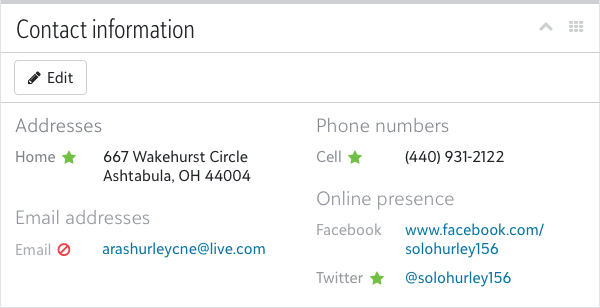 Contact information
Edit
Addresses
Home 667 Wakehurst Circle
Ashtabula, OH 44004
Email addresses
Email arashurleycne@live.com
Phone numbers
Cell (440) 931-2122
Online presence
Facebook www.facebook.com/
solohurley156
Twitter @solohurley156